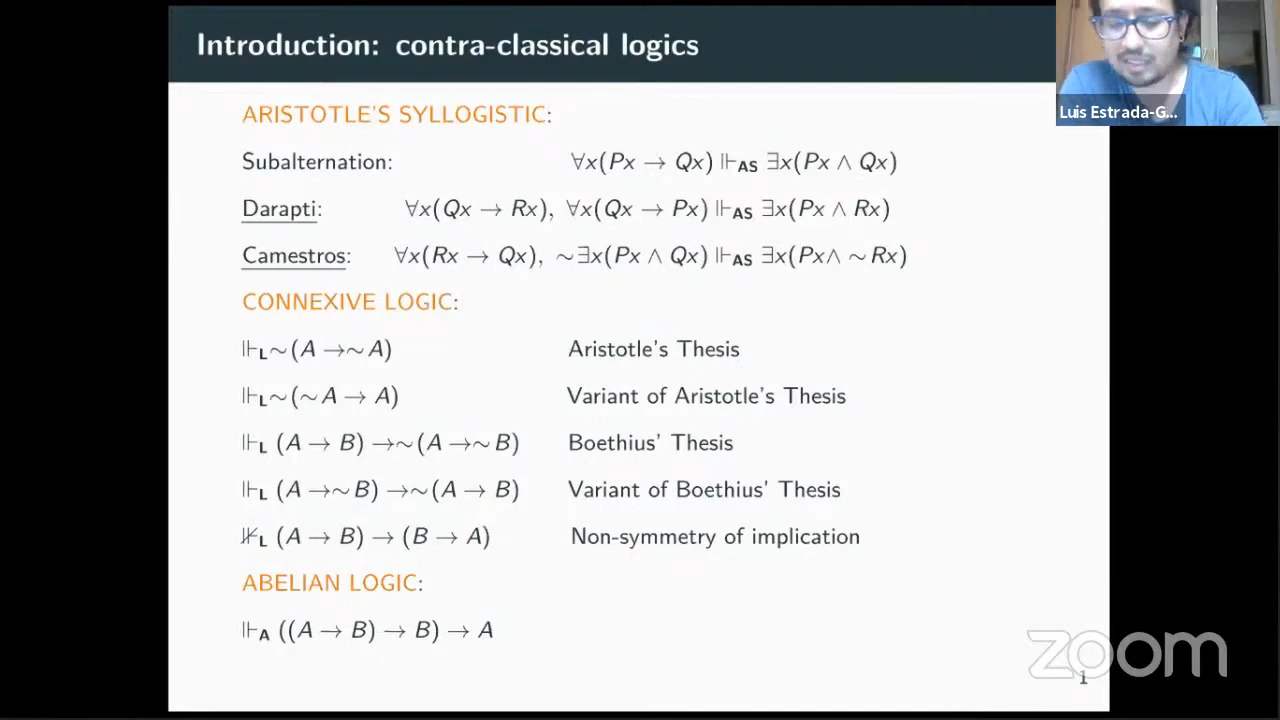 Introduction: contra-classical logics
Luis Estrada-G...
ARISTOTLE'S SYLLOGISTIC:
Subalternation: ∀x(Px → Qx) ⊩AS ∃x(Px ∧ Qx)
Darapti: ∀x(Qx → Rx), ∀x(Qx → Px) ⊩AS ∃x(Px ∧ Rx)
Camestros: ∀x(Rx → Qx), ∼∃x(Px ∧ Qx) ⊩AS ∃x(Px∧ ∼Rx)
CONNEXIVE LOGIC:
⊩L∼(A →∼A) Aristotle's Thesis
⊩L∼(∼A → A) Variant of Aristotle's Thesis
⊩L (A → B) →∼(A →∼B) Boethius' Thesis
⊩L (A →∼B) →∼(A → B) Variant of Boethius' Thesis
⊮L (A → B) → (B → A) Non-symmetry of implication
ABELIAN LOGIC:
⊩A ((A → B) → B) → A
zoom
1